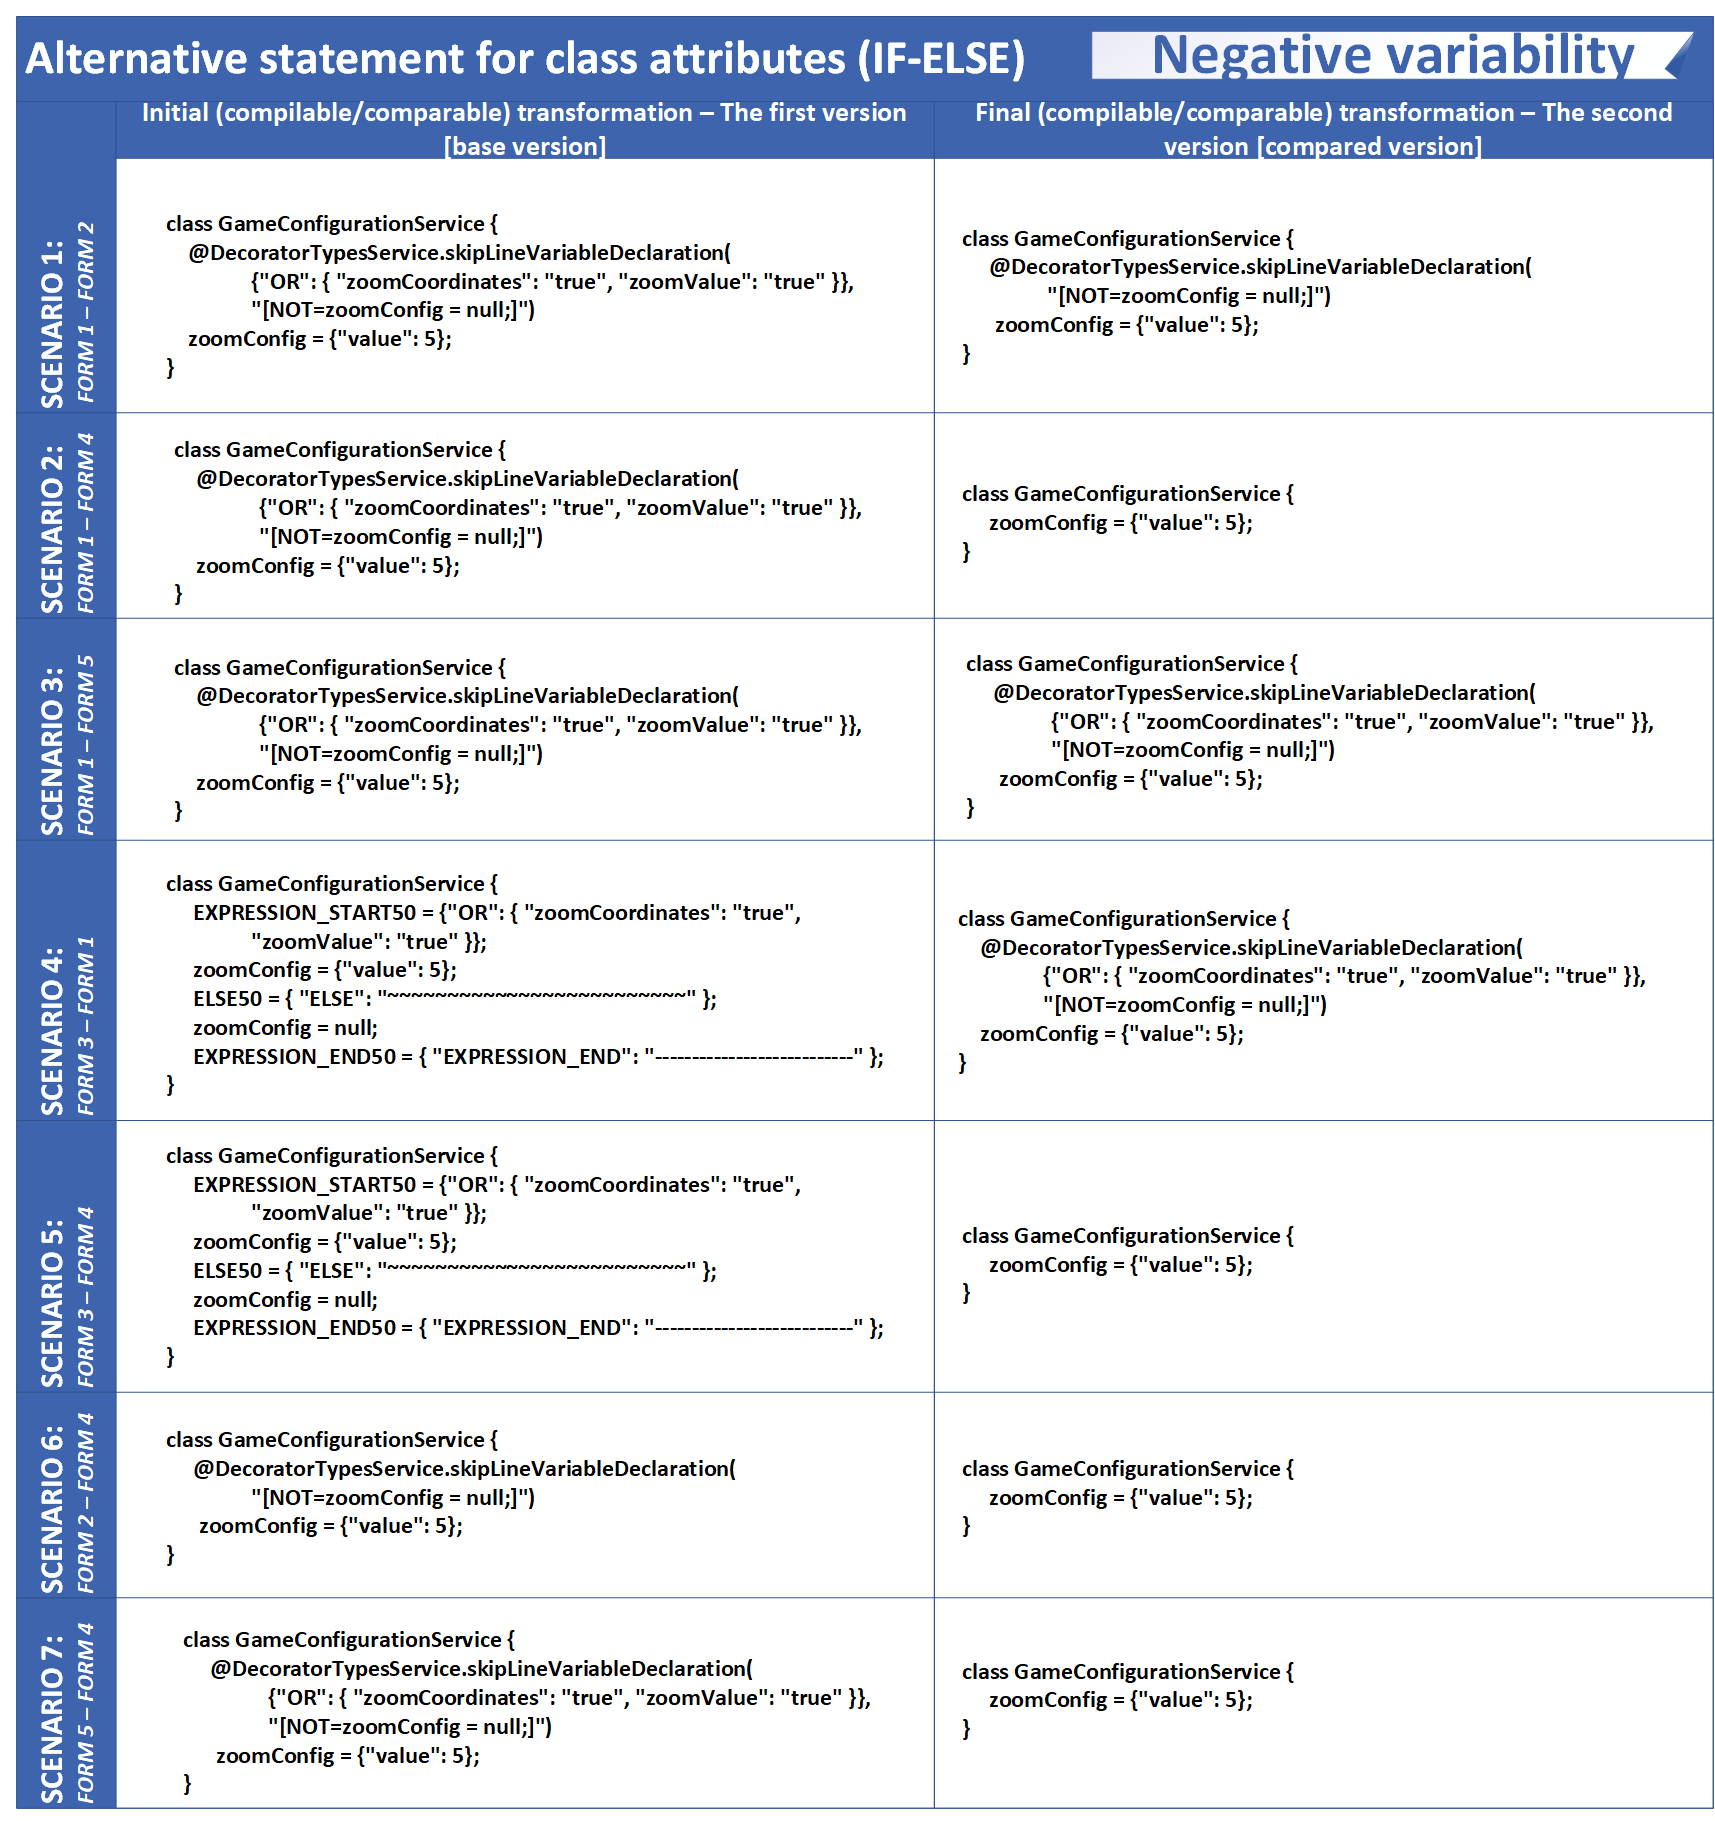 Alternative statement for class attributes (IF-ELSE)
Negative variability
Initial (compilable/comparable) transformation – The first version
[base version]
Final (compilable/comparable) transformation – The second
version [compared version]
SCENARIO 1:
FORM 1 – FORM 2
class GameConfigurationService {
@DecoratorTypesService.skipLineVariableDeclaration(
{"OR": { "zoomCoordinates": "true", "zoomValue": "true" }},
"[NOT=zoomConfig = null;]")
zoomConfig = {"value": 5};
}
class GameConfigurationService {
@DecoratorTypesService.skipLineVariableDeclaration(
"[NOT=zoomConfig = null;]")
zoomConfig = {"value": 5};
}
SCENARIO 2:
FORM 1 – FORM 4
class GameConfigurationService {
@DecoratorTypesService.skipLineVariableDeclaration(
{"OR": { "zoomCoordinates": "true", "zoomValue": "true" }},
"[NOT=zoomConfig = null;]")
zoomConfig = {"value": 5};
}
class GameConfigurationService {
zoomConfig = {"value": 5};
}
SCENARIO 3:
FORM 1 – FORM 5
class GameConfigurationService {
@DecoratorTypesService.skipLineVariableDeclaration(
{"OR": { "zoomCoordinates": "true", "zoomValue": "true" }},
"[NOT=zoomConfig = null;]")
zoomConfig = {"value": 5};
}
class GameConfigurationService {
@DecoratorTypesService.skipLineVariableDeclaration(
{"OR": { "zoomCoordinates": "true", "zoomValue": "true" }},
"[NOT=zoomConfig = null;]")
zoomConfig = {"value": 5};
}
SCENARIO 4:
FORM 3 – FORM 1
class GameConfigurationService {
EXPRESSION_START50 = {"OR": { "zoomCoordinates": "true",
"zoomValue": "true" }};
zoomConfig = {"value": 5};
ELSE50 = { "ELSE": "~~~~~~~~~~~~~~~~~~~~~~~~~" };
zoomConfig = null;
EXPRESSION_END50 = { "EXPRESSION_END": "---------------------------" };
}
class GameConfigurationService {
@DecoratorTypesService.skipLineVariableDeclaration(
{"OR": { "zoomCoordinates": "true", "zoomValue": "true" }},
"[NOT=zoomConfig = null;]")
zoomConfig = {"value": 5};
}
SCENARIO 5:
FORM 3 – FORM 4
class GameConfigurationService {
EXPRESSION_START50 = {"OR": { "zoomCoordinates": "true",
"zoomValue": "true" }};
zoomConfig = {"value": 5};
ELSE50 = { "ELSE": "~~~~~~~~~~~~~~~~~~~~~~~~~" };
zoomConfig = null;
EXPRESSION_END50 = { "EXPRESSION_END": "---------------------------" };
}
class GameConfigurationService {
zoomConfig = {"value": 5};
}
SCENARIO 6:
FORM 2 – FORM 4
class GameConfigurationService {
@DecoratorTypesService.skipLineVariableDeclaration(
"[NOT=zoomConfig = null;]")
zoomConfig = {"value": 5};
}
class GameConfigurationService {
zoomConfig = {"value": 5};
}
SCENARIO 7:
FORM 5 – FORM 4
class GameConfigurationService {
@DecoratorTypesService.skipLineVariableDeclaration(
{"OR": { "zoomCoordinates": "true", "zoomValue": "true" }},
"[NOT=zoomConfig = null;]")
zoomConfig = {"value": 5};
}
class GameConfigurationService {
zoomConfig = {"value": 5};
}